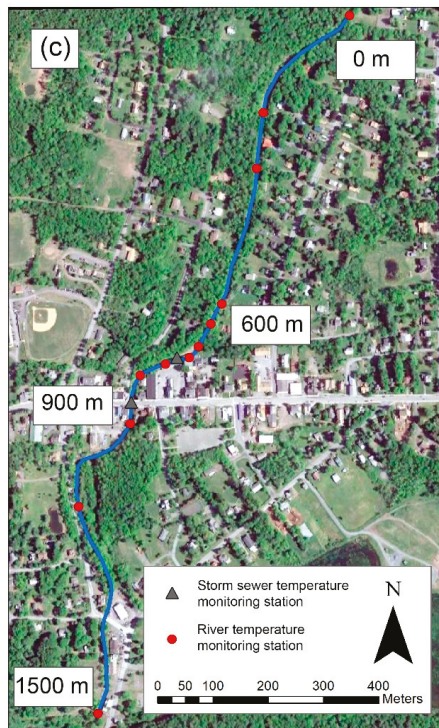 (c)
0 m
600 m
900 m
Storm sewer temperature
monitoring station
N
River temperature
monitoring station
1500 m
0 50 100 200 300 400
Meters